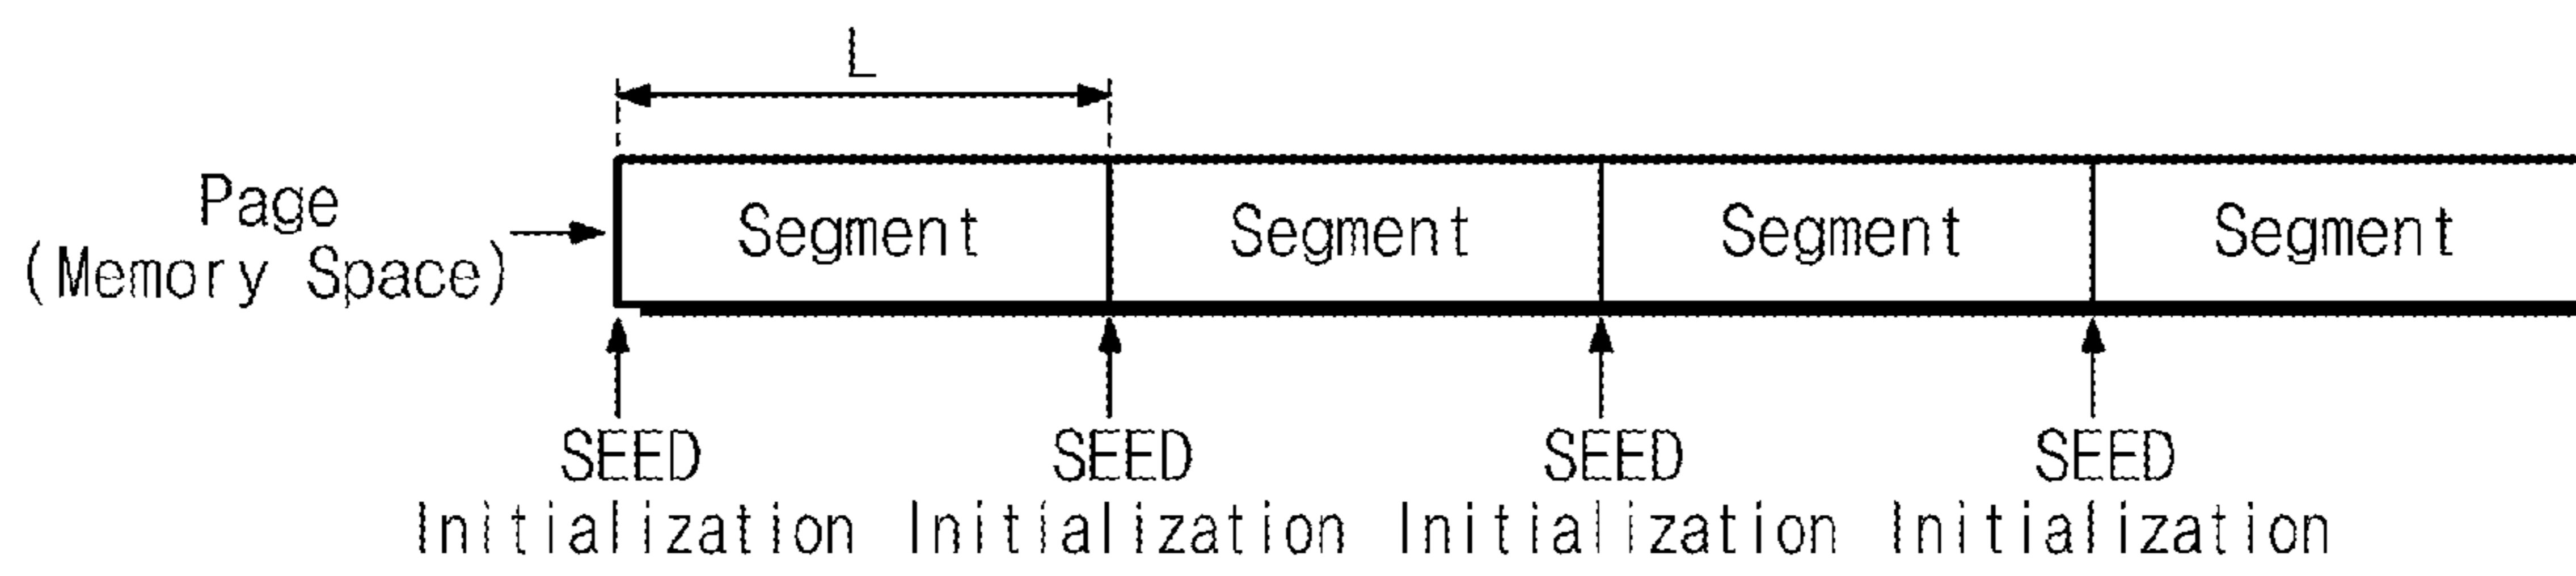 L
Page
(Memory Space)
Segment Segment Segment Segment
SEED SEED SEED SEED
Initialization Initialization Initialization Initialization